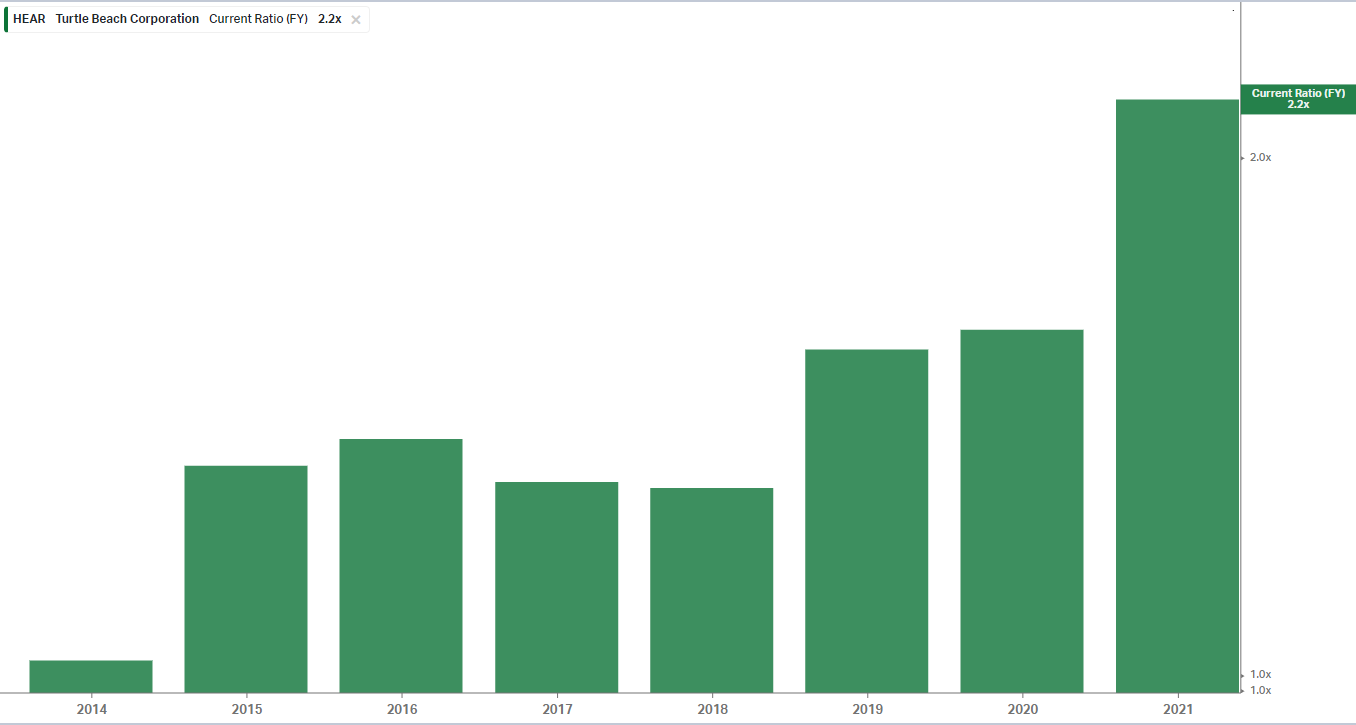 HEAR Turtle Beach Corporation Current Ratio (FY) 2.2x ×
Current Ratio (FY)
2.2x
2.0x
1.0x
1.0x
2014 2015 2016 2017 2018 2019 2020 2021